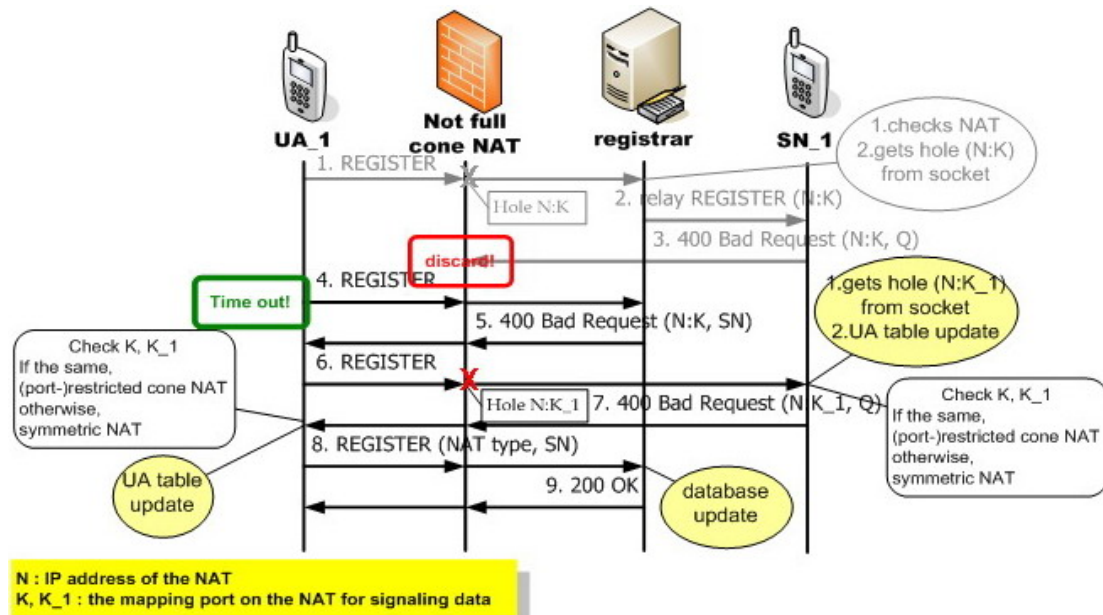 UA_1
Not full
cone NAT
registrar
SN_1
1.checks NAT
2.gets hole (N:K)
from socket
1. REGISTER
X
Hole N:K
2. relay REGISTER (N:K)
3. 400 Bad Request (N:K, Q)
discard!
4. REGISTER
Time out!
1.gets hole (N:K_1)
from socket
2.UA table update
5. 400 Bad Request (N:K, SN)
Check K, K_1
If the same,
(port-)restricted cone NAT
otherwise,
symmetric NAT
6. REGISTER
X
Hole N:K_1
7. 400 Bad Request (N:K_1, Q)
Check K, K_1
If the same,
(port-)restricted cone NAT
otherwise,
symmetric NAT
8. REGISTER (NAT type, SN)
UA table
update
9. 200 OK
database
update
N : IP address of the NAT
K, K_1 : the mapping port on the NAT for signaling data